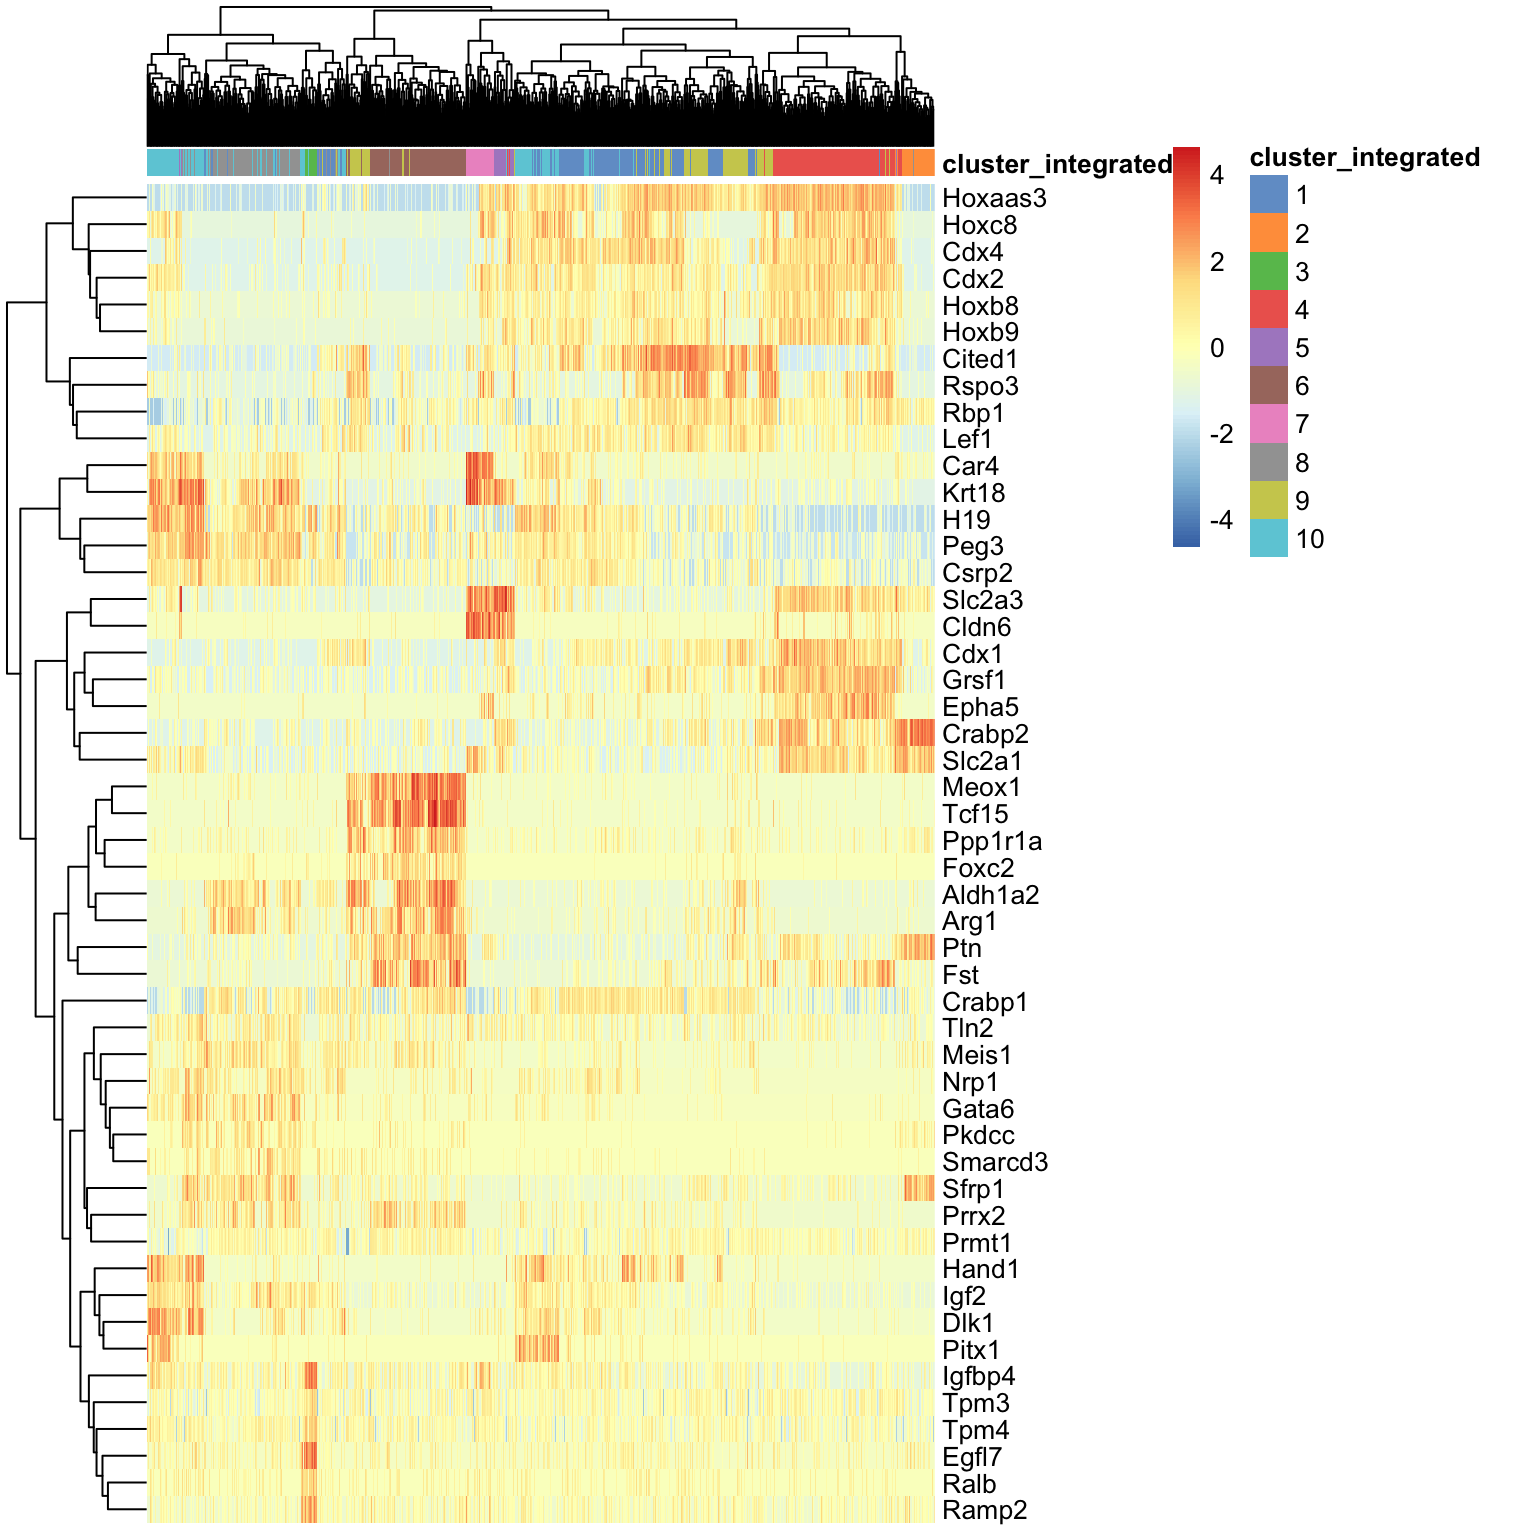 cluster_integrated
Hoxaas3
Hoxc8
Cdx4
Cdx2
Hoxb8
Hoxb9
Cited1
Rspo3
Rbp1
Lef1
Car4
Krt18
H19
Peg3
Csrp2
Slc2a3
Cldn6
Cdx1
Grsf1
Epha5
Crabp2
Slc2a1
Meox1
Tcf15
Ppp1r1a
Foxc2
Aldh1a2
Arg1
Ptn
Fst
Crabp1
Tln2
Meis1
Nrp1
Gata6
Pkdcc
Smarcd3
Sfrp1
Prrx2
Prmt1
Hand1
Igf2
Dlk1
Pitx1
Igfbp4
Tpm3
Tpm4
Egfl7
Ralb
Ramp2
4
2
0
-2
-4
cluster_integrated
1
2
3
4
5
6
7
8
9
10